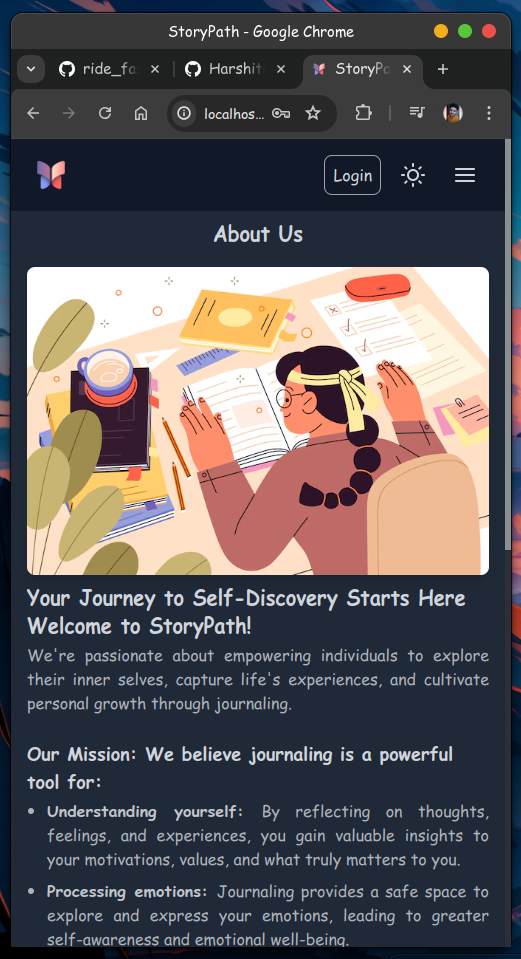 StoryPath - Google Chrome
ride_fa
Harshit
StoryPa
localhos...
Login
About Us
Your Journey to Self-Discovery Starts Here
Welcome to StoryPath!
We're passionate about empowering individuals to explore
their inner selves, capture life's experiences, and cultivate
personal growth through journaling.
Our Mission: We believe journaling is a powerful
tool for:
Understanding yourself: By reflecting on thoughts,
feelings, and experiences, you gain valuable insights to
your motivations, values, and what truly matters to you.
Processing emotions: Journaling provides a safe space to
explore and express your emotions, leading to greater
self-awareness and emotional well-being.